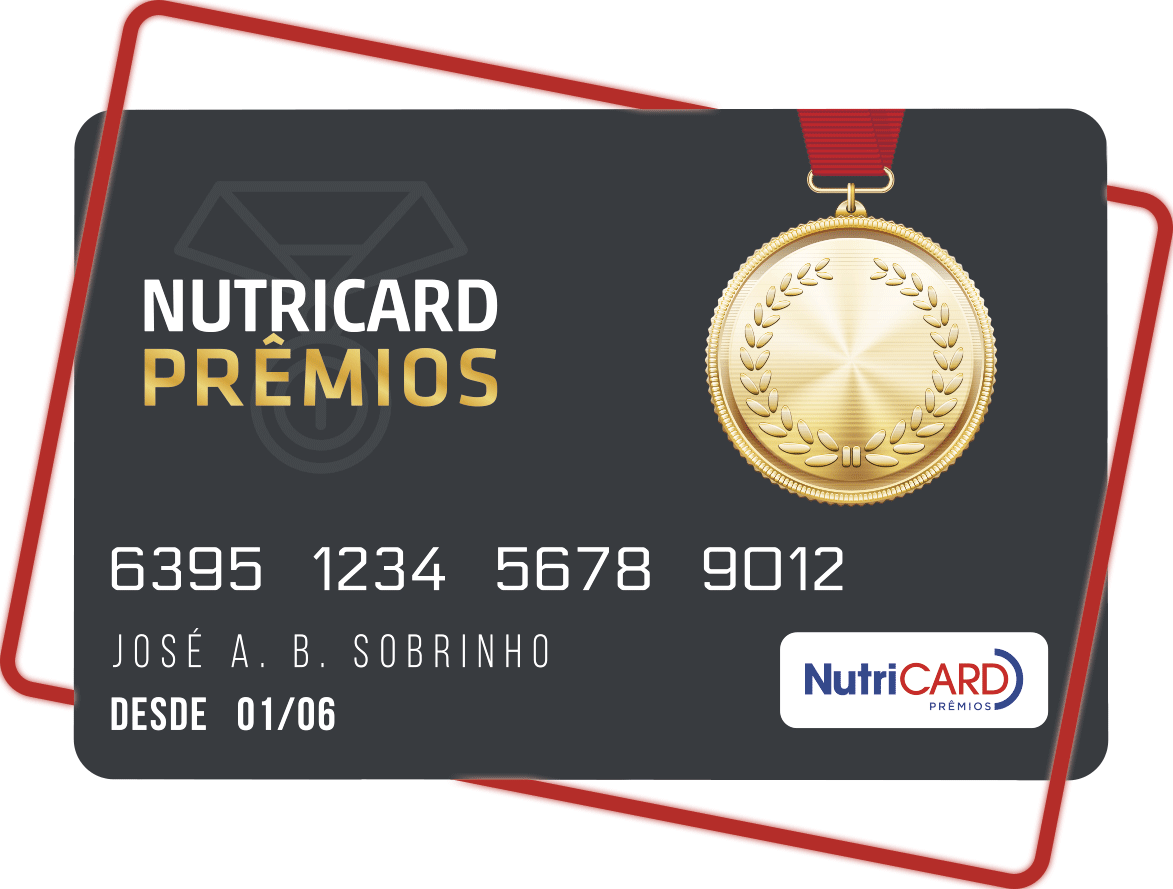 NUTRICARD
PRÊMIOS
6395 1234 5678 9012
JOSÉ A. B. SOBRINHO
DESDE 01/06
NutriCARD
PRÊMIOS